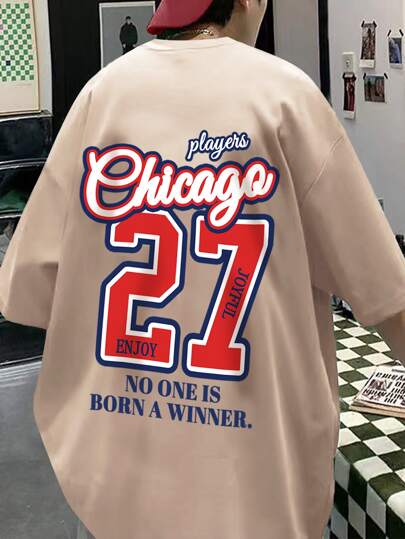 players
Chicago
27
ENJOY
JOYFUL
NO ONE IS
BORN A WINNER.